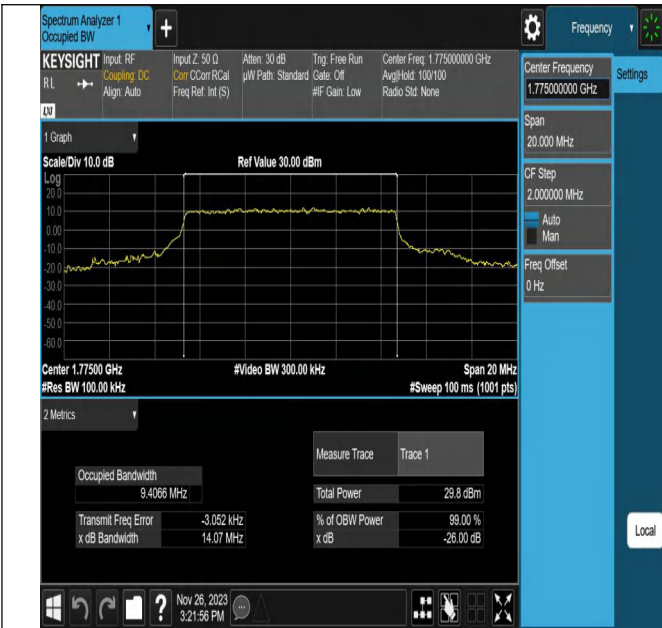 Spectrum Analyzer 1
Occupied BW
+
Frequency
KEYSIGHT
RL
LXI
Input: RF
Coupling: DC
Align: Auto
Input Z: 50 Ω
Corr CCorr RCal
Freq Ref: Int (S)
Atten: 30 dB
µW Path: Standard
Trig: Free Run
Gate: Off
#IF Gain: Low
Center Freq: 1.775000000 GHz
Avg|Hold: 100/100
Radio Std: None
Center Frequency
1.775000000 GHz
Settings
Span
20.000 MHz
CF Step
2.000000 MHz
Auto
Man
Freq Offset
0 Hz
1 Graph
Scale/Div 10.0 dB
Ref Value 30.00 dBm
Log
20.0
10.0
0.00
-10.0
-20.0
-30.0
-40.0
-50.0
-60.0
Center 1.77500 GHz
#Video BW 300.00 kHz
Span 20 MHz
#Res BW 100.00 kHz
#Sweep 100 ms (1001 pts)
2 Metrics
Measure Trace
Trace 1
Occupied Bandwidth
9.4066 MHz
Total Power
29.8 dBm
Transmit Freq Error
-3.052 kHz
% of OBW Power
99.00 %
x dB Bandwidth
14.07 MHz
x dB
-26.00 dB
Local
?
Nov 26, 2023
3:21:56 PM